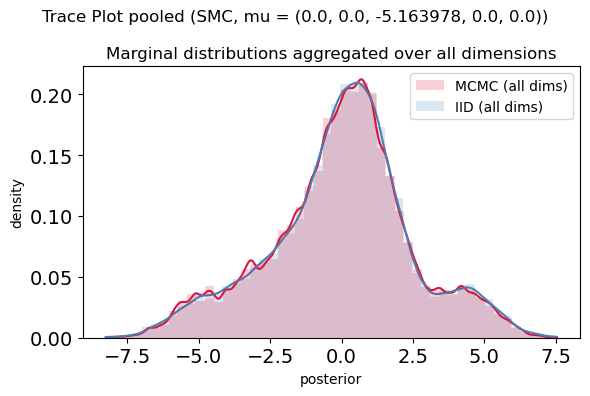 Trace Plot pooled (SMC, mu = (0.0, 0.0, -5.163978, 0.0, 0.0))
Marginal distributions aggregated over all dimensions
MCMC (all dims)
IID (all dims)
density
0.20
0.15
0.10
0.05
0.00
−7.5 −5.0 −2.5 0.0 2.5 5.0 7.5
posterior